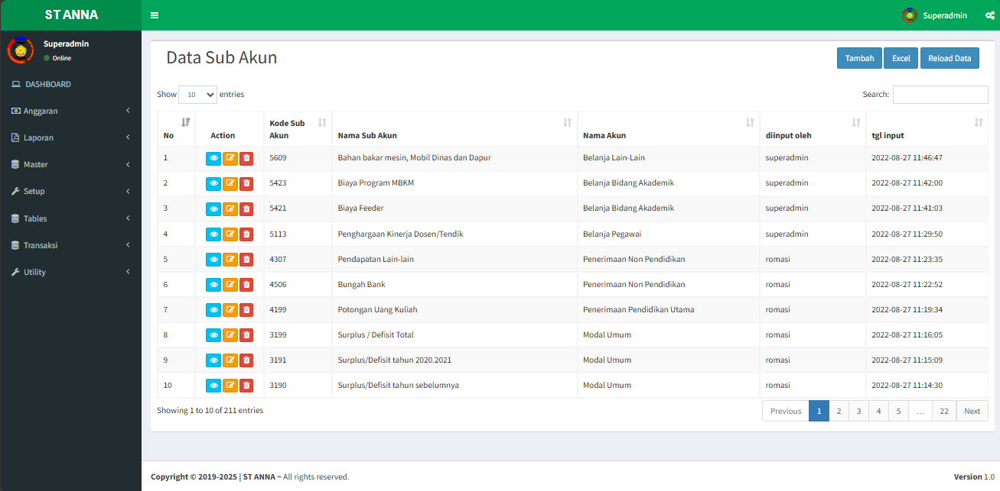 ST ANNA
Superadmin
Superadmin
Online
DASHBOARD
Anggaran
Laporan
Master
Setup
Tables
Transaksi
Utility
Data Sub Akun
Tambah Excel Reload Data
Show 10 entries Search:
No Action Kode Sub Akun Nama Sub Akun Nama Akun diinput oleh tgl input
1 5609 Bahan bakar mesin, Mobil Dinas dan Dapur Belanja Lain-Lain superadmin 2022-08-27 11:46:47
2 5423 Biaya Program MBKM Belanja Bidang Akademik superadmin 2022-08-27 11:42:00
3 5421 Biaya Feeder Belanja Bidang Akademik superadmin 2022-08-27 11:41:03
4 5113 Penghargaan Kinerja Dosen/Tendik Belanja Pegawai superadmin 2022-08-27 11:29:50
5 4307 Pendapatan Lain-lain Penerimaan Non Pendidikan romasi 2022-08-27 11:23:35
6 4506 Bungah Bank Penerimaan Non Pendidikan romasi 2022-08-27 11:22:52
7 4199 Potongan Uang Kuliah Penerimaan Pendidikan Utama romasi 2022-08-27 11:19:34
8 3199 Surplus / Defisit Total Modal Umum romasi 2022-08-27 11:16:05
9 3191 Surplus/Defisit tahun 2020.2021 Modal Umum romasi 2022-08-27 11:15:09
10 3190 Surplus/Defisit tahun sebelumnya Modal Umum romasi 2022-08-27 11:14:30
Showing 1 to 10 of 211 entries
Previous 1 2 3 4 5 … 22 Next
Copyright © 2019-2025 | ST ANNA ~ All rights reserved. Version 1.0